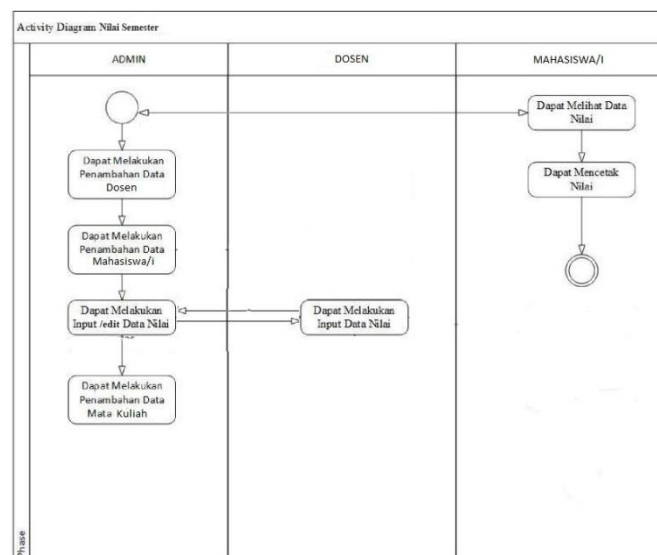 Activity Diagram Nilai Semester
ADMIN
DOSEN
MAHASISWA/I
Dapat Melihat Data
Nilai
Dapat Melakukan
Penambahan Data
Dosen
Dapat Mencetak
Nilai
Dapat Melakukan
Penambahan Data
Mahasiswa/i
Dapat Melakukan
Input /edit Data Nilai
Dapat Melakukan
Input Data Nilai
Dapat Melakukan
Penambahan Data
Mata Kuliah
Phase